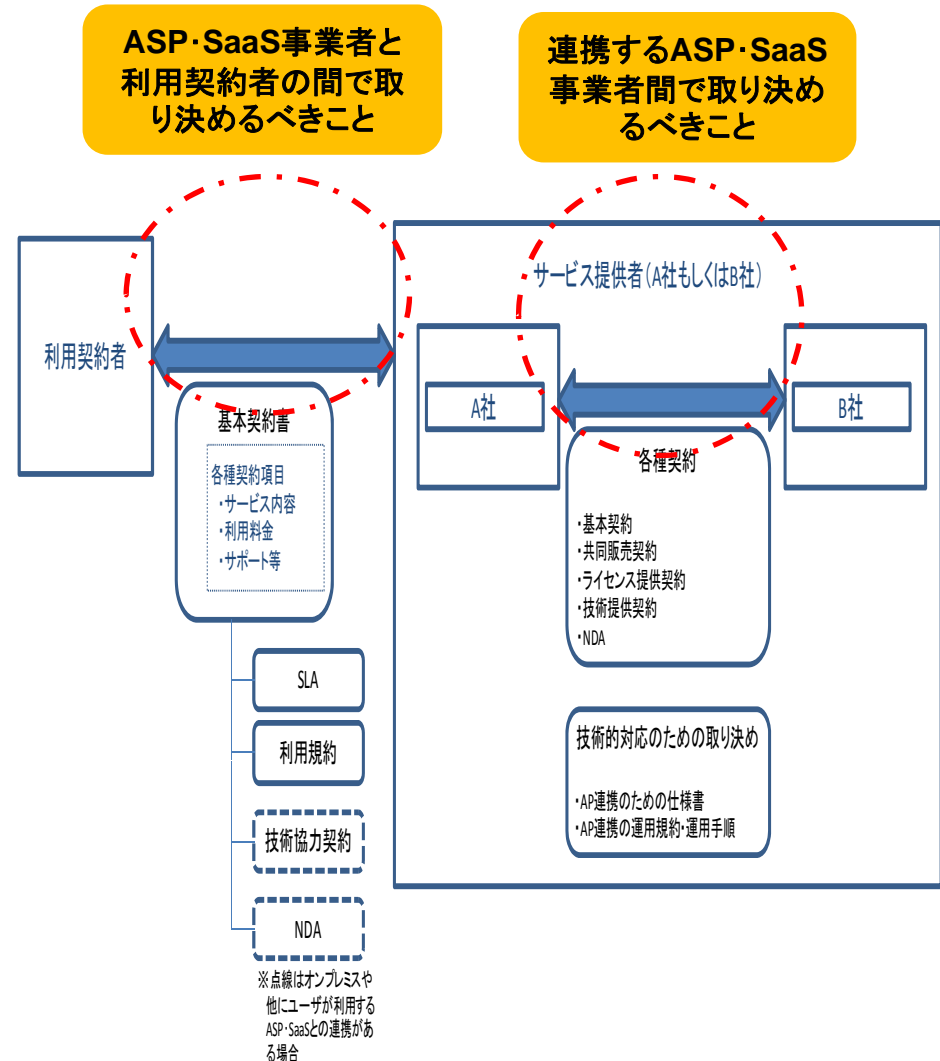 ASP･SaaS事業者と
利用契約者の間で取
り決めるべきこと
連携するASP･SaaS
事業者間で取り決め
るべきこと
利用契約者
基本契約書
各種契約項目
・サービス内容
・利用料金
・サポート等
SLA
利用規約
技術協力契約
NDA
※点線はオンプレミスや
他にユーザが利用する
ASP･SaaSとの連携があ
る場合
サービス提供者（A社もしくはB社）
A社
B社
各種契約
・基本契約
・共同販売契約
・ライセンス提供契約
・技術提供契約
・NDA
技術的対応のための取り決め
・AP連携のための仕様書
・AP連携の運用規約・運用手順